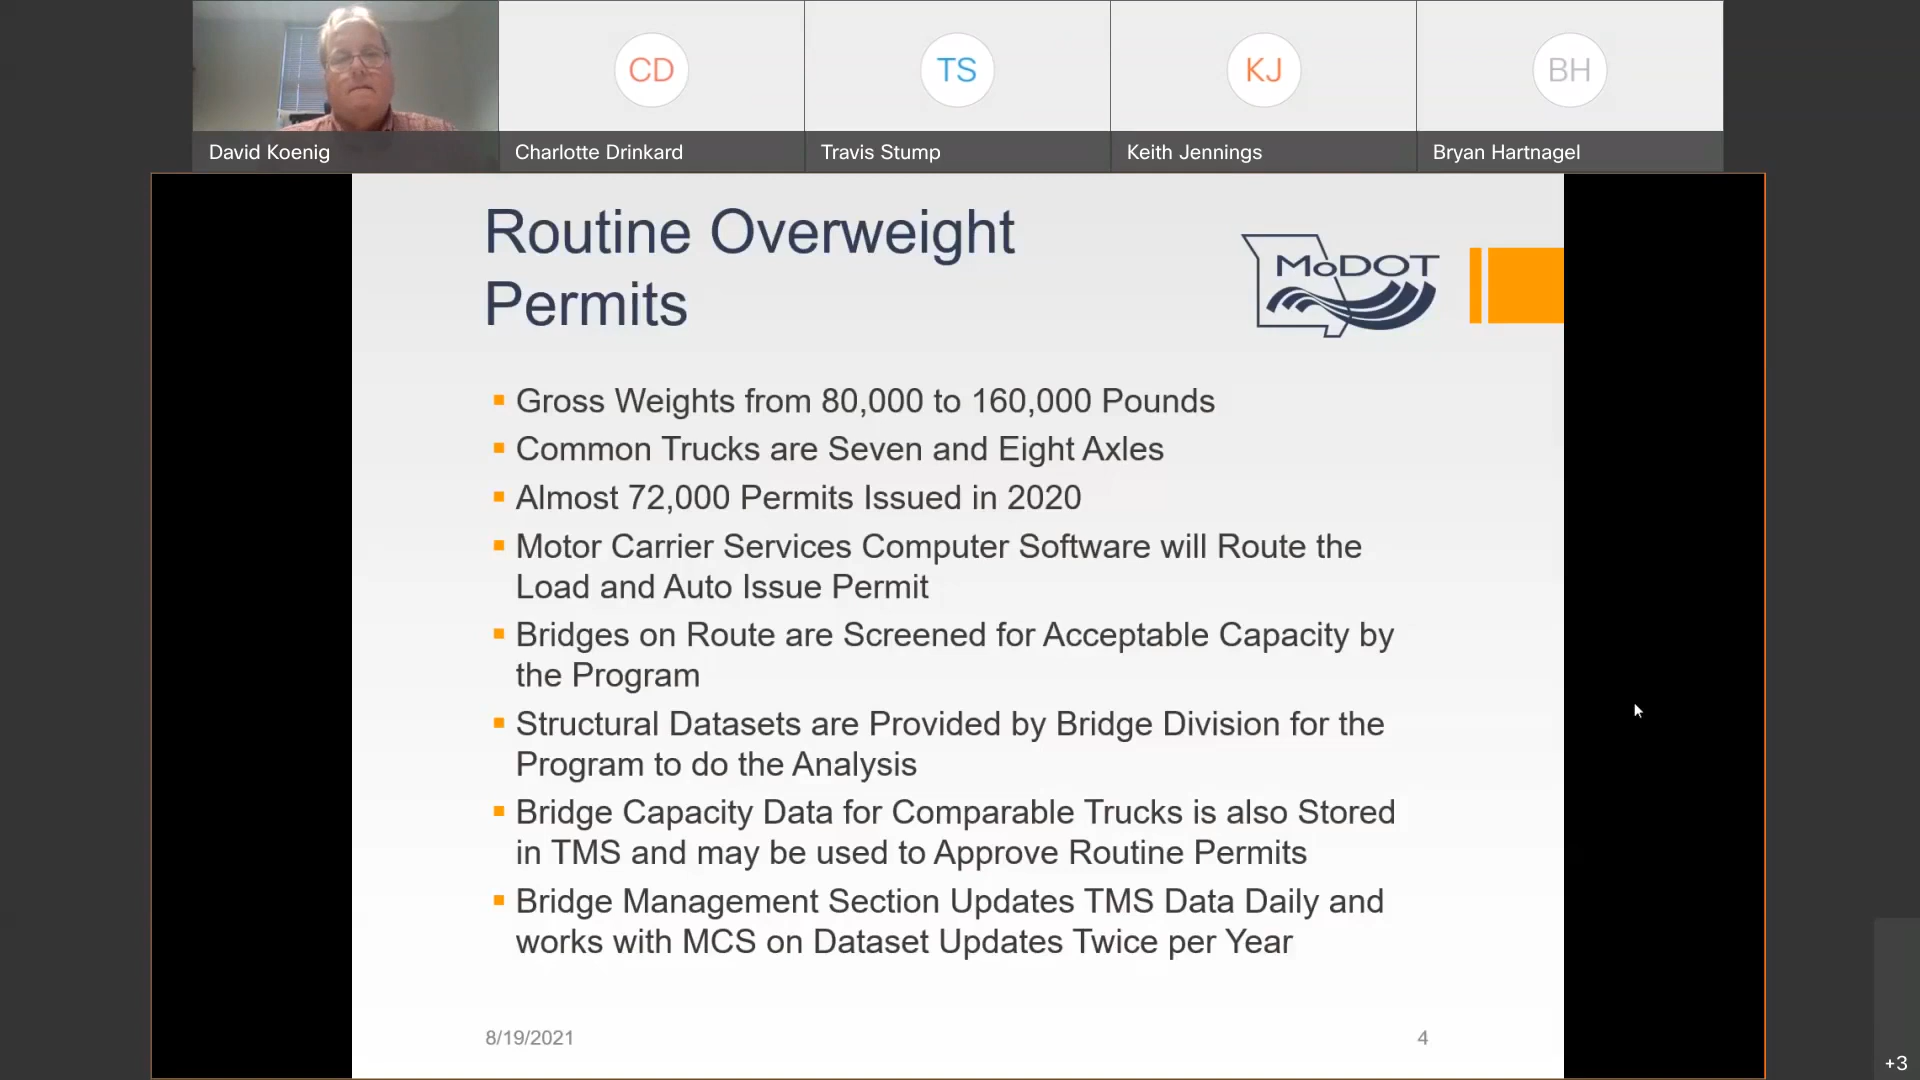 CD
TS
KJ
BH
David Koenig
Charlotte Drinkard
Travis Stump
Keith Jennings
Bryan Hartnagel
Routine Overweight
Permits
MoDOT
Gross Weights from 80,000 to 160,000 Pounds
Common Trucks are Seven and Eight Axles
Almost 72,000 Permits Issued in 2020
Motor Carrier Services Computer Software will Route the
Load and Auto Issue Permit
Bridges on Route are Screened for Acceptable Capacity by
the Program
Structural Datasets are Provided by Bridge Division for the
Program to do the Analysis
Bridge Capacity Data for Comparable Trucks is also Stored
in TMS and may be used to Approve Routine Permits
Bridge Management Section Updates TMS Data Daily and
works with MCS on Dataset Updates Twice per Year
8/19/2021
4
+3